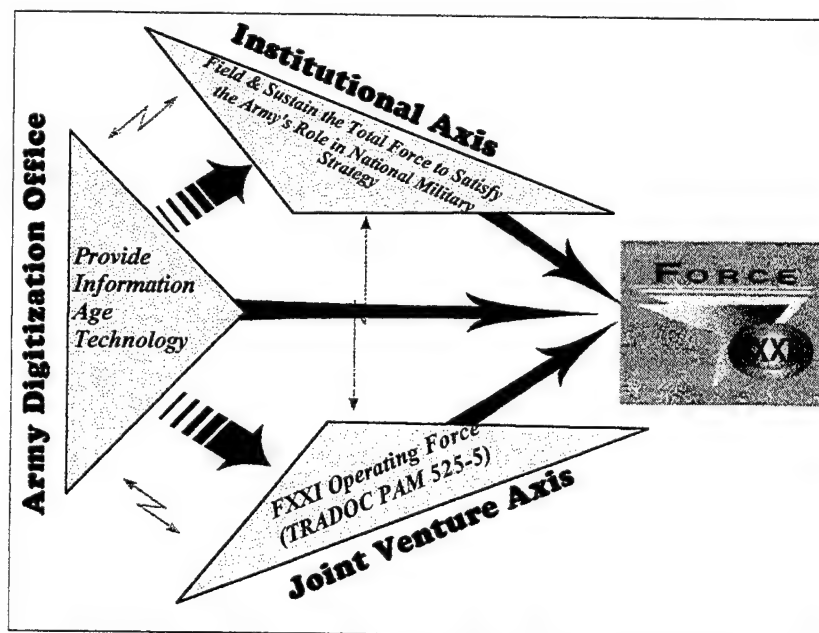 Institutional Axis
Field & Sustain the Total Force to Satisfy
the Army's Role in National Military
Strategy
Army Digitization Office
Provide
Information
Age
Technology
FORCE
XXI
FXXI Operating Force
(TRADOC PAM 525-5)
Joint Venture Axis